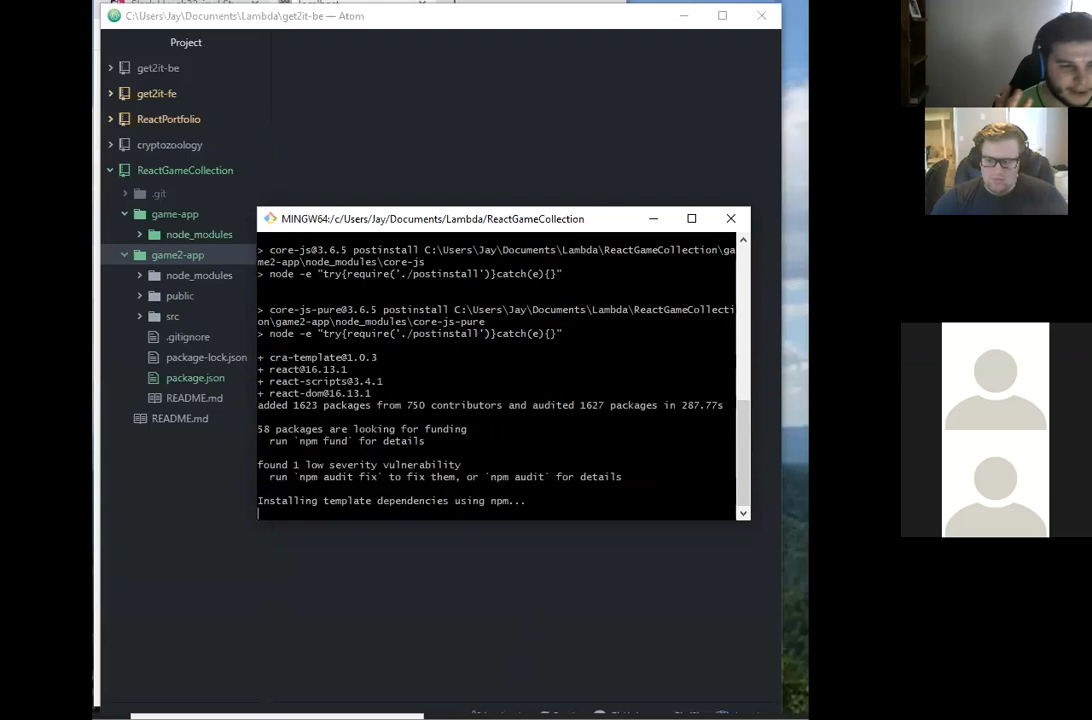 C:\Users\Jay\Documents\Lambda\get2it-be — Atom
Project
get2it-be
get2it-fe
ReactPortfolio
cryptozoology
ReactGameCollection
.git
game-app
node_modules
game2-app
node_modules
public
src
.gitignore
package-lock.json
package.json
README.md
README.md
MINGW64:/c/Users/Jay/Documents/Lambda/ReactGameCollection
> core-js@3.6.5 postinstall C:\Users\Jay\Documents\Lambda\ReactGameCollection\ga
me2-app\node_modules\core-js
> node -e "try{require('./postinstall')}catch(e){}"
> core-js-pure@3.6.5 postinstall C:\Users\Jay\Documents\Lambda\ReactGameCollecti
on\game2-app\node_modules\core-js-pure
> node -e "try{require('./postinstall')}catch(e){}"
+ cra-template@1.0.3
+ react@16.13.1
+ react-scripts@3.4.1
+ react-dom@16.13.1
added 1623 packages from 750 contributors and audited 1627 packages in 287.77s
58 packages are looking for funding
run `npm fund` for details
found 1 low severity vulnerability
run `npm audit fix` to fix them, or `npm audit` for details
Installing template dependencies using npm...